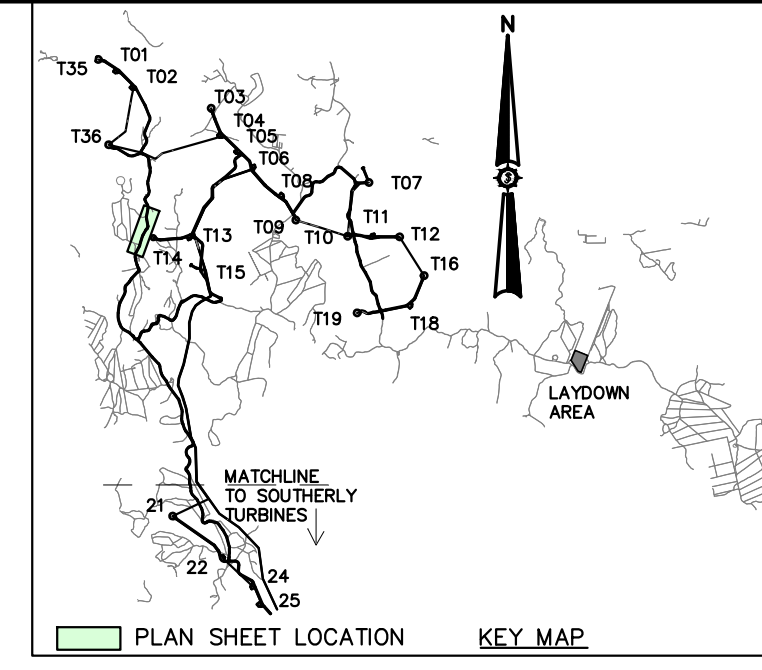 N
T01
T35
T02
T03
T04
T36
T05
T06
T07
T08
T09
T11
T13
T10
T12
T14
T15
T16
T19
T18
LAYDOWN
AREA
MATCHLINE
TO SOUTHERLY
TURBINES
21
22
24
25
PLAN SHEET LOCATION
KEY MAP